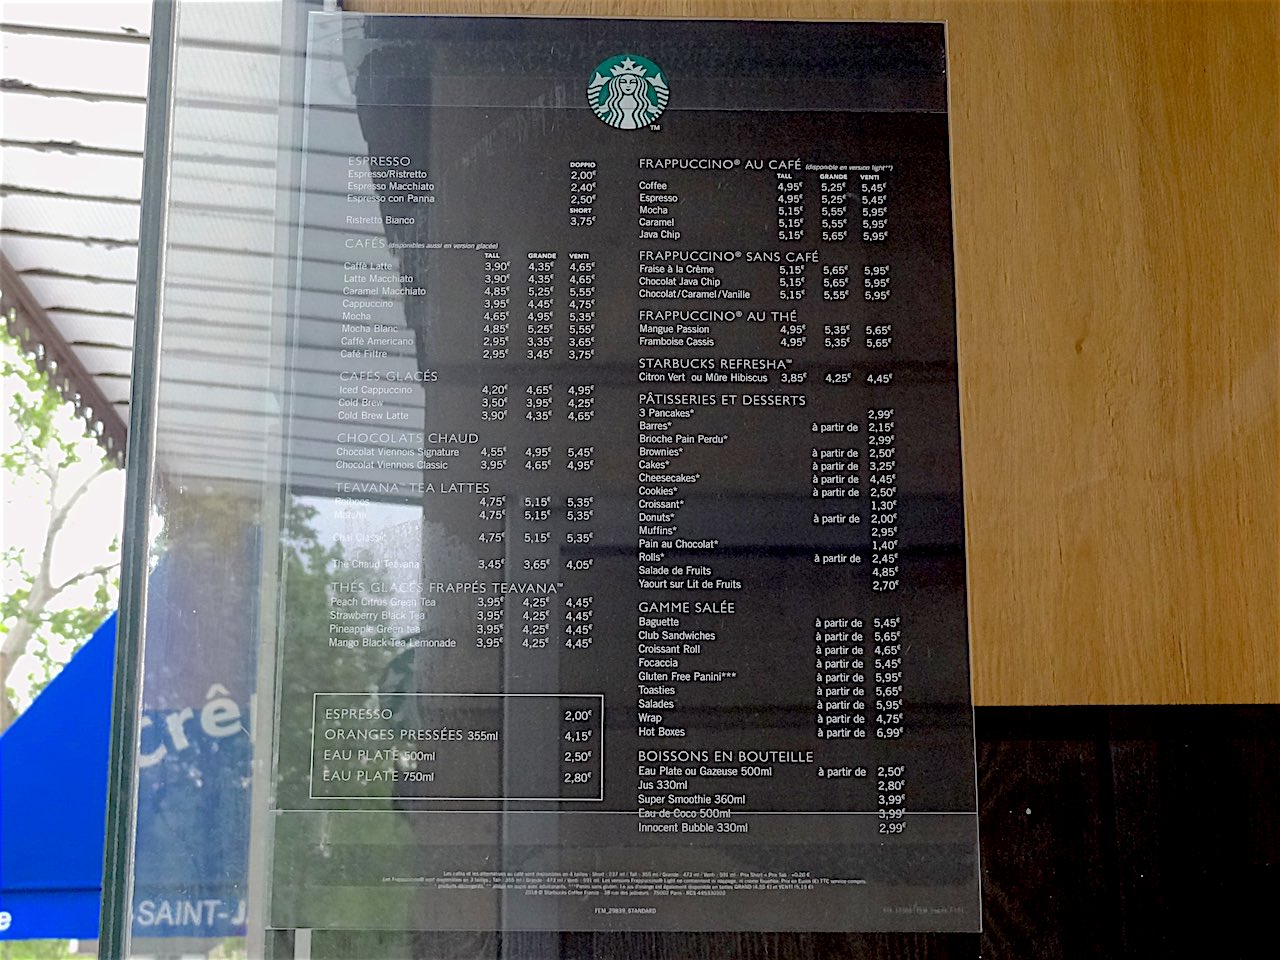 TM
ESPRESSO DOPPIO
Espresso/Ristretto 2,00€
Espresso Macchiato 2,40€
Espresso con Panna 2,50€
SHORT
Ristretto Bianco 3,75€
CAFÉS (disponibles aussi en version glacée)
TALL GRANDE VENTI
Caffè Latte 3,90€ 4,35€ 4,65€
Latte Macchiato 3,90€ 4,35€ 4,65€
Caramel Macchiato 4,85€ 5,25€ 5,55€
Cappuccino 3,95€ 4,45€ 4,75€
Mocha 4,65€ 4,95€ 5,35€
Mocha Blanc 4,85€ 5,25€ 5,55€
Caffè Americano 2,95€ 3,35€ 3,65€
Café Filtre 2,95€ 3,45€ 3,75€
CAFÉS GLACÉS
Iced Cappuccino 4,20€ 4,65€ 4,95€
Cold Brew 3,50€ 3,95€ 4,25€
Cold Brew Latte 3,90€ 4,35€ 4,65€
CHOCOLATS CHAUD
Chocolat Viennois Signature 4,55€ 4,95€ 5,45€
Chocolat Viennois Classic 3,95€ 4,65€ 4,95€
TEAVANA™ TEA LATTES
4,75€ 5,15€ 5,35€
4,75€ 5,15€ 5,35€
Chai Classic 4,75€ 5,15€ 5,35€
Thé Chaud Teavana 3,45€ 3,65€ 4,05€
THÉS GLACÉS FRAPPÉS TEAVANA™
Peach Citrus Green Tea 3,95€ 4,25€ 4,45€
Strawberry Black Tea 3,95€ 4,25€ 4,45€
Pineapple Green tea 3,95€ 4,25€ 4,45€
Mango Black Tea Lemonade 3,95€ 4,25€ 4,45€
ESPRESSO 2,00€
ORANGES PRESSÉES 355ml 4,15€
EAU PLATE 500ml 2,50€
EAU PLATE 750ml 2,80€
FRAPPUCCINO® AU CAFÉ (disponible en version light**)
TALL GRANDE VENTI
Coffee 4,95€ 5,25€ 5,45€
Espresso 4,95€ 5,25€ 5,45€
Mocha 5,15€ 5,55€ 5,95€
Caramel 5,15€ 5,55€ 5,95€
Java Chip 5,15€ 5,65€ 5,95€
FRAPPUCCINO® SANS CAFÉ
Fraise à la Crème 5,15€ 5,65€ 5,95€
Chocolat Java Chip 5,15€ 5,65€ 5,95€
Chocolat/Caramel/Vanille 5,15€ 5,55€ 5,95€
FRAPPUCCINO® AU THÉ
Mangue Passion 4,95€ 5,35€ 5,65€
Framboise Cassis 4,95€ 5,35€ 5,65€
STARBUCKS REFRESHA™
Citron Vert ou Mûre Hibiscus 3,85€ 4,25€ 4,45€
PÂTISSERIES ET DESSERTS
3 Pancakes* 2,99€
Barres* à partir de 2,15€
Brioche Pain Perdu* 2,99€
Brownies* à partir de 2,50€
Cakes* à partir de 3,25€
Cheesecakes* à partir de 4,45€
Cookies* à partir de 2,50€
Croissant* 1,30€
Donuts* à partir de 2,00€
Muffins* 2,95€
Pain au Chocolat* 1,40€
Rolls* à partir de 2,45€
Salade de Fruits 4,85€
Yaourt sur Lit de Fruits 2,70€
GAMME SALÉE
Baguette à partir de 5,45€
Club Sandwiches à partir de 5,65€
Croissant Roll à partir de 4,65€
Focaccia à partir de 5,45€
Gluten Free Panini*** à partir de 5,95€
Toasties à partir de 5,65€
Salades à partir de 5,95€
Wrap à partir de 4,75€
Hot Boxes à partir de 6,99€
BOISSONS EN BOUTEILLE
Eau Plate ou Gazeuse 500ml à partir de 2,50€
Jus 330ml 2,80€
Super Smoothie 360ml 3,99€
Eau de Coco 500ml 3,99€
Innocent Bubble 330ml 2,99€
FEM_29839_STANDARD
Crê
SAINT-J
e